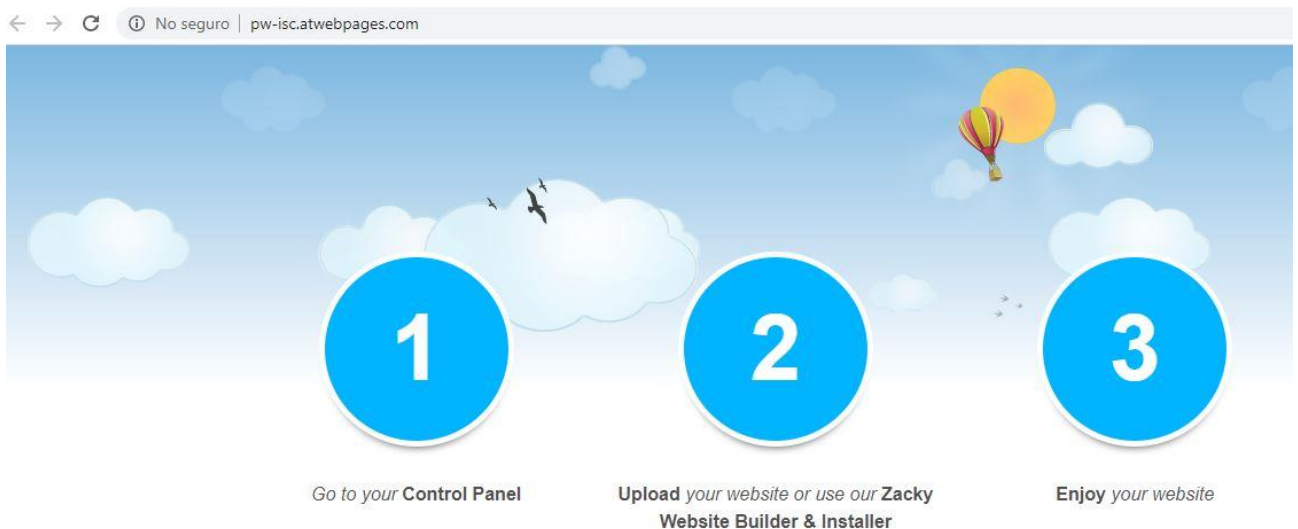 No seguro | pw-isc.atwebpages.com
1
2
3
Go to your Control Panel
Upload your website or use our Zacky
Website Builder & Installer
Enjoy your website